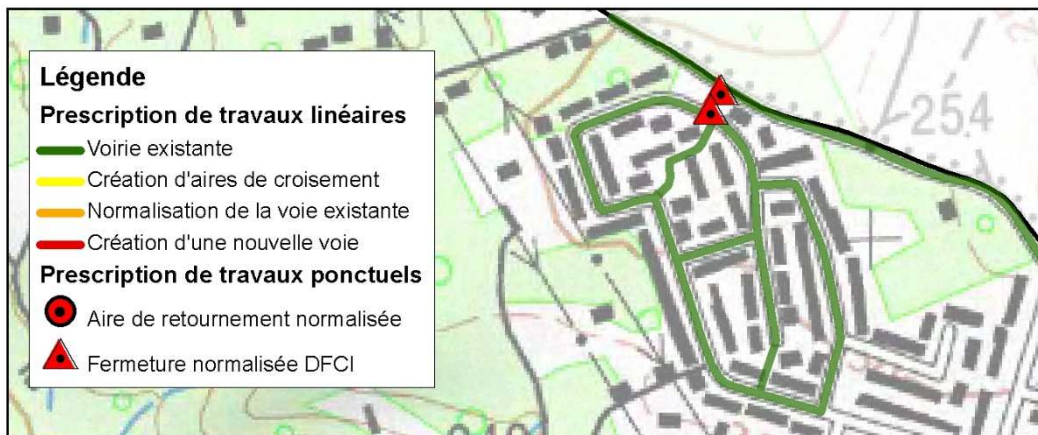 Légende
Prescription de travaux linéaires
Voirie existante
Création d'aires de croisement
Normalisation de la voie existante
Création d'une nouvelle voie
Prescription de travaux ponctuels
Aire de retournement normalisée
Fermeture normalisée DFCI
254